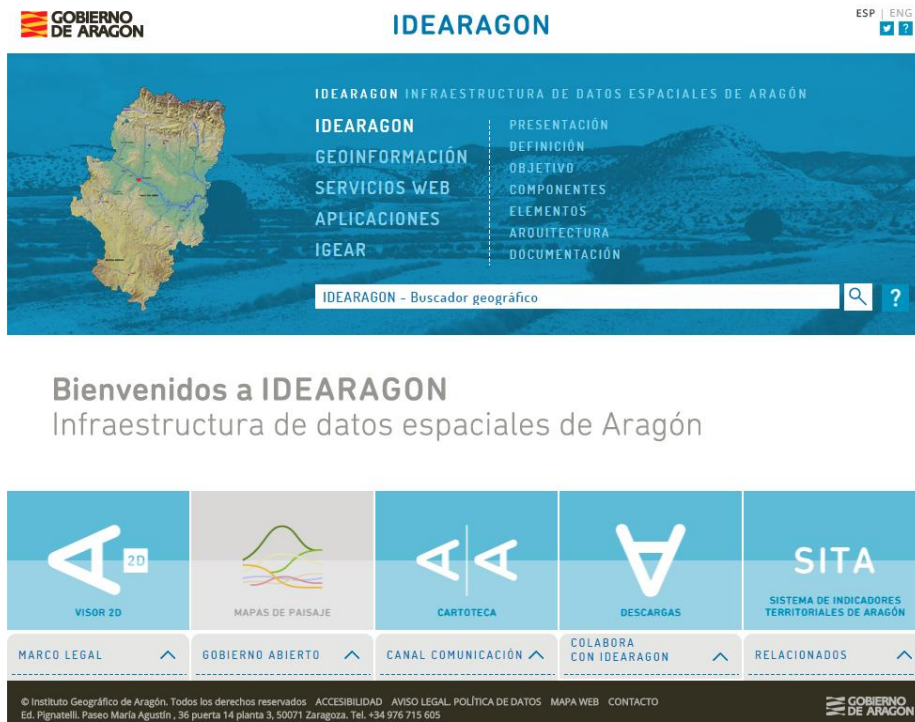 GOBIERNO
DE ARAGON
IDEARAGON
ESP | ENG
?
IDEARAGON INFRAESTRUCTURA DE DATOS ESPACIALES DE ARAGÓN
IDEARAGON
GEOINFORMACIÓN
SERVICIOS WEB
APLICACIONES
IGEAR
PRESENTACIÓN
DEFINICIÓN
OBJETIVO
COMPONENTES
ELEMENTOS
ARQUITECTURA
DOCUMENTACIÓN
IDEARAGON - Buscador geográfico
?
Bienvenidos a IDEARAGON
Infraestructura de datos espaciales de Aragón
A 2D
VISOR 2D
MAPAS DE PAISAJE
A A
CARTOTECA
A
DESCARGAS
SITA
SISTEMA DE INDICADORES
TERRITORIALES DE ARAGÓN
MARCO LEGAL
GOBIERNO ABIERTO
CANAL COMUNICACIÓN
COLABORA
CON IDEARAGON
RELACIONADOS
© Instituto Geográfico de Aragón. Todos los derechos reservados ACCESIBILIDAD AVISO LEGAL. POLÍTICA DE DATOS MAPA WEB CONTACTO
Ed. Pignatelli. Paseo María Agustín , 36 puerta 14 planta 3, 50071 Zaragoza. Tel. +34 976 715 605
GOBIERNO
DE ARAGON